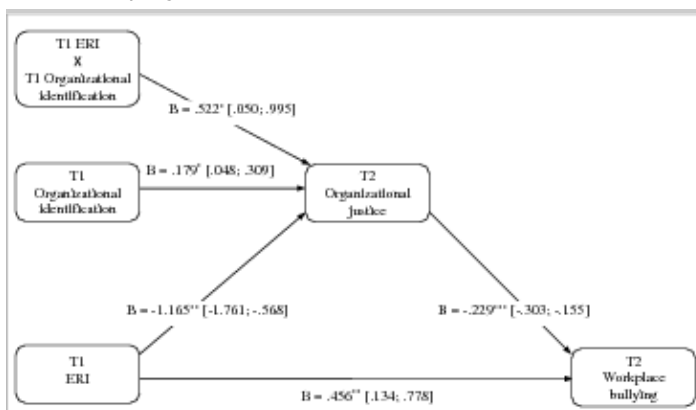 T1 ERI
X
T1 Organizational
identification
B = .522* [.050; .995]
T1
Organizational
identification
B = .179* [.048; .309]
T2
Organizational
justice
B = -1.165** [-1.761; -.568]
B = -.229*** [-.303; -.155]
T1
ERI
B = .456** [.134; .778]
T2
Workplace
bullying